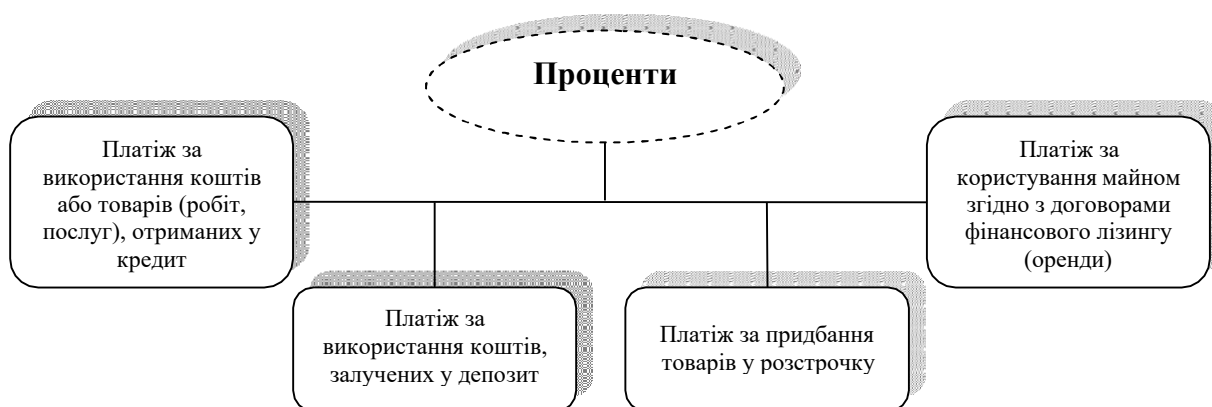 Проценти
Платіж за
використання коштів
або товарів (робіт,
послуг), отриманих у
кредит
Платіж за
користування майном
згідно з договорами
фінансового лізингу
(оренди)
Платіж за
використання коштів,
залучених у депозит
Платіж за придбання
товарів у розстрочку